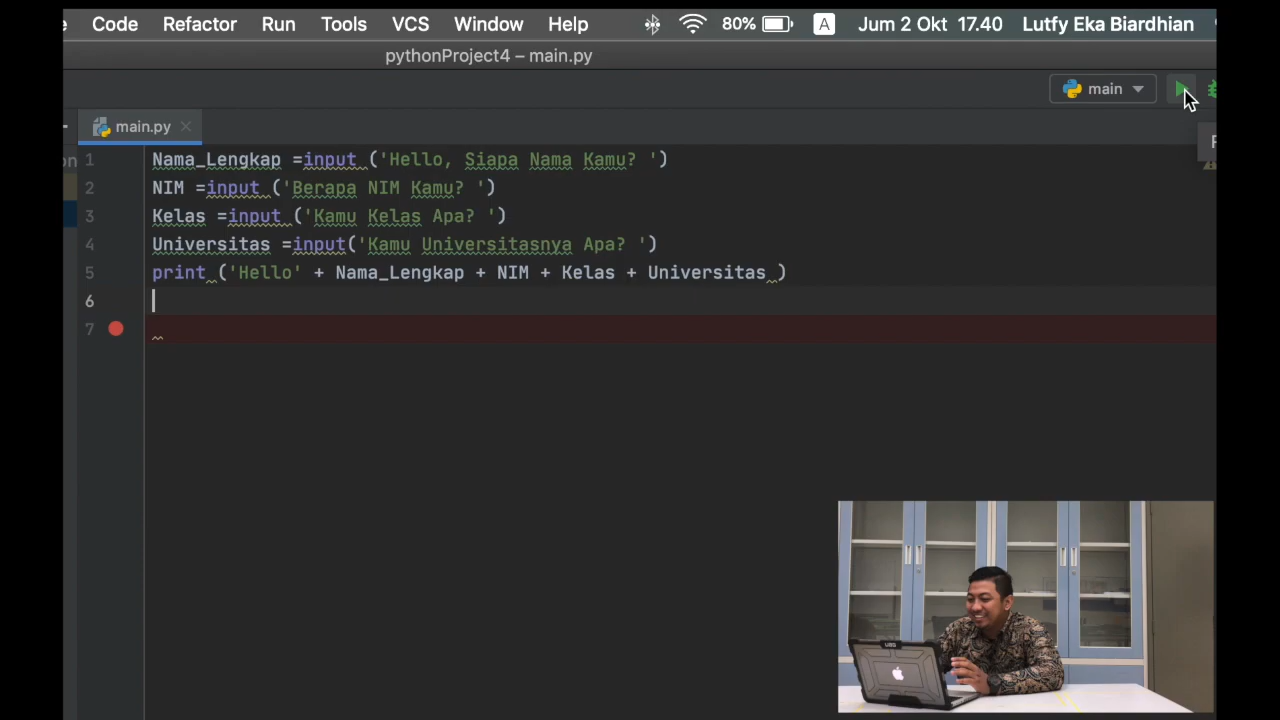 e Code Refactor Run Tools VCS Window Help 80% A Jum 2 Okt 17.40 Lutfy Eka Biardhian
pythonProject4 – main.py
main
main.py
on
1 Nama_Lengkap =input ('Hello, Siapa Nama Kamu? ')
2 NIM =input ('Berapa NIM Kamu? ')
3 Kelas =input ('Kamu Kelas Apa? ')
4 Universitas =input('Kamu Universitasnya Apa? ')
5 print ('Hello' + Nama_Lengkap + NIM + Kelas + Universitas )
6
7
UAG